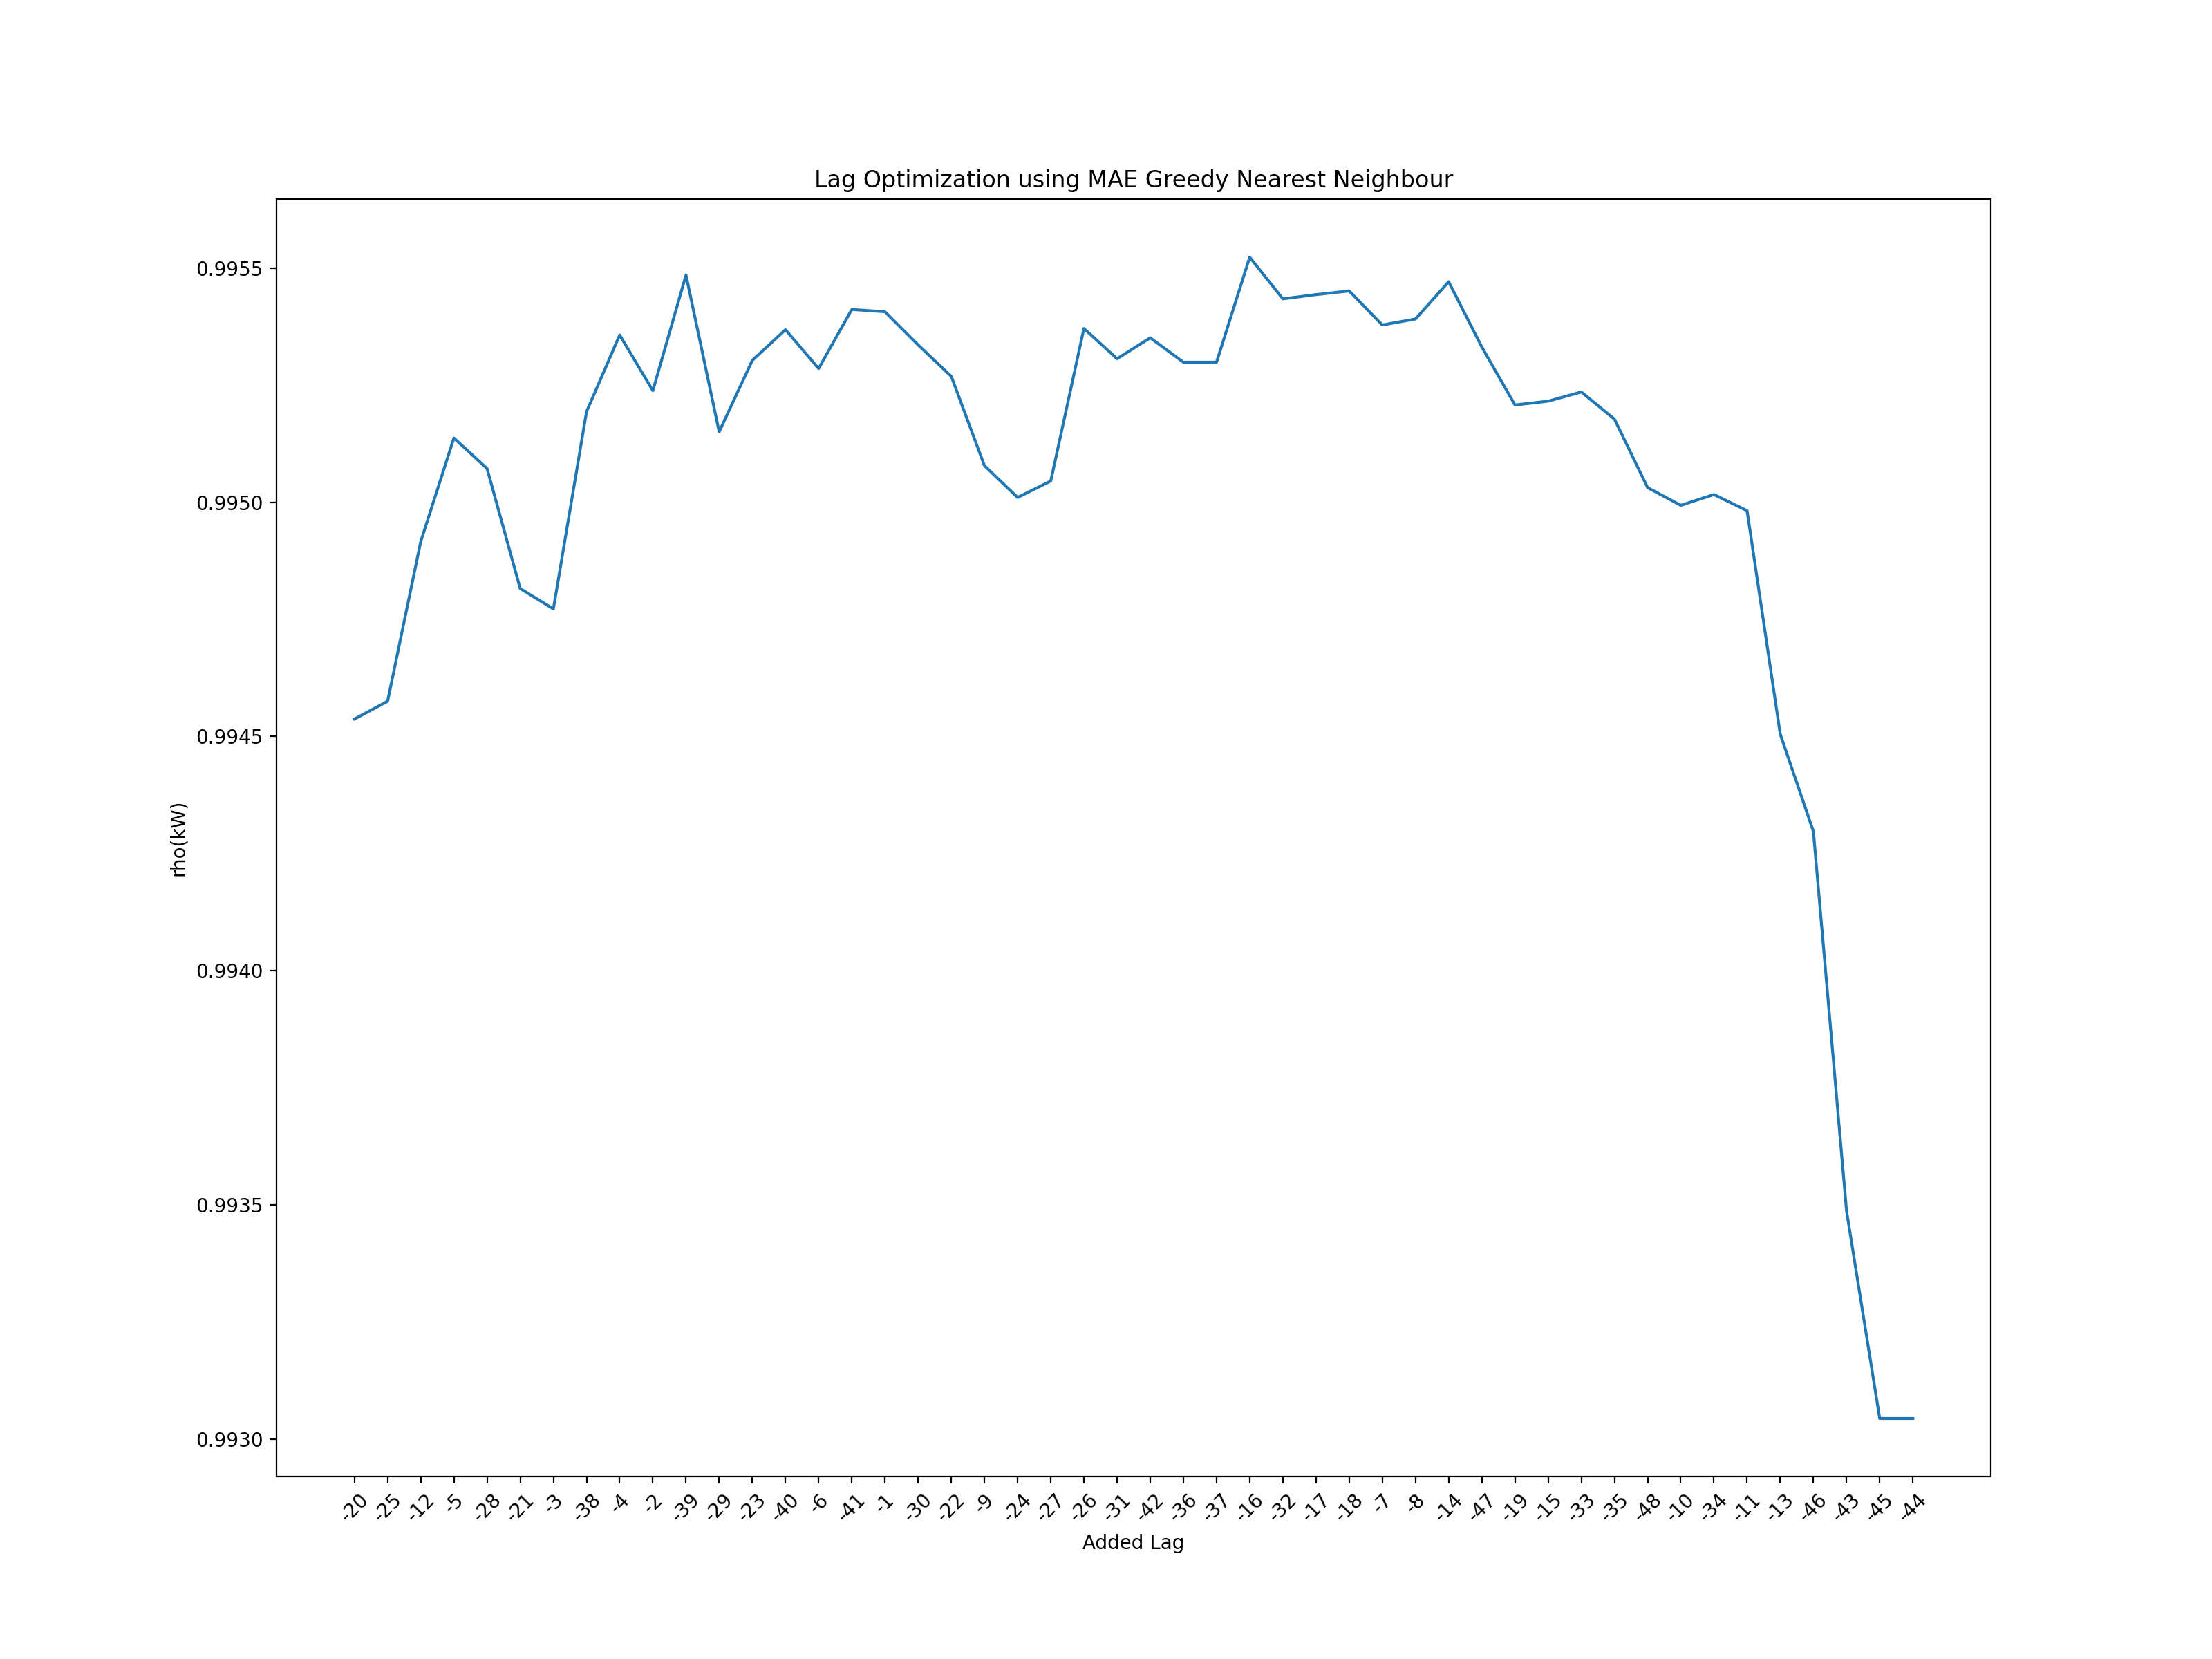 Lag Optimization using MAE Greedy Nearest Neighbour
0.9955
0.9950
0.9945
0.9940
0.9935
0.9930
rho(kW)
-20 -25 -12 -5 -28 -21 -3 -38 -4 -2 -39 -29 -23 -40 -6 -41 -1 -30 -22 -9 -24 -27 -26 -31 -42 -36 -37 -16 -32 -17 -18 -7 -8 -14 -47 -19 -15 -33 -35 -48 -10 -34 -11 -13 -46 -43 -45 -44
Added Lag